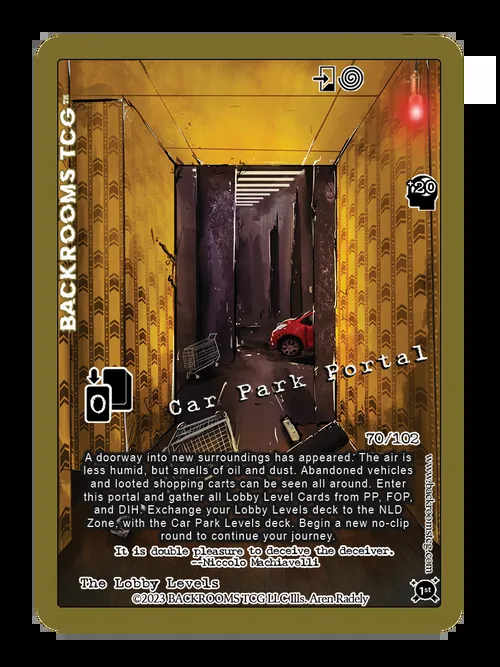 BACKROOMS TCG™
+20
0
Car Park Portal
70/102
A doorway into new surroundings has appeared. The air is
less humid, but smells of oil and dust. Abandoned vehicles
and looted shopping carts can be seen all around. Enter
this portal and gather all Lobby Level Cards from PP, FOP,
and DIH. Exchange your Lobby Levels deck to the NLD
Zone, with the Car Park Levels deck. Begin a new no-clip
round to continue your journey.
It is double pleasure to deceive the deceiver.
--Niccolo Machiavelli
www.backroomstcg.com
The Lobby Levels
1st
©2023 BACKROOMS TCG LLC Ills. Aren Radely